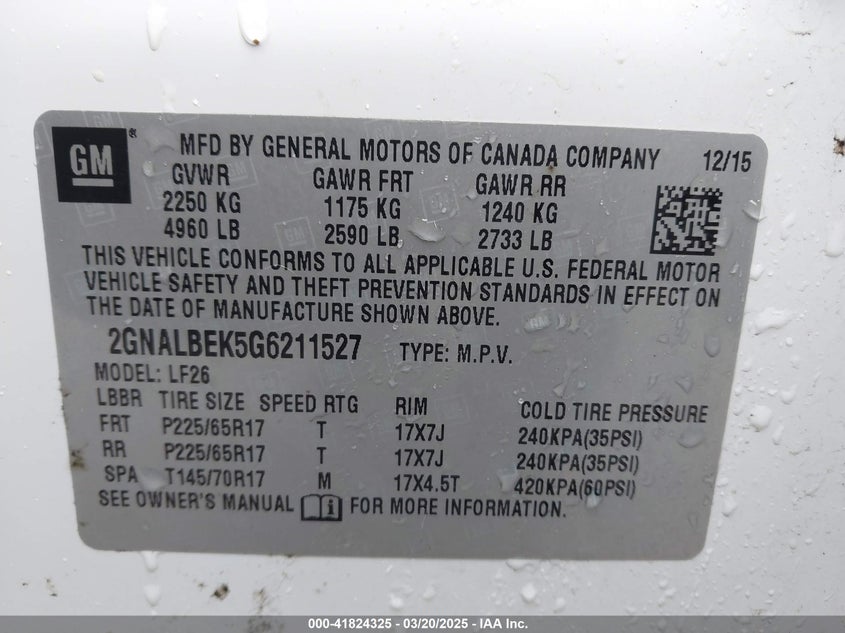 GM
MFD BY GENERAL MOTORS OF CANADA COMPANY 12/15
GVWR GAWR FRT GAWR RR
2250 KG 1175 KG 1240 KG
4960 LB 2590 LB 2733 LB
THIS VEHICLE CONFORMS TO ALL APPLICABLE U.S. FEDERAL MOTOR
VEHICLE SAFETY AND THEFT PREVENTION STANDARDS IN EFFECT ON
THE DATE OF MANUFACTURE SHOWN ABOVE.
2GNALBEK5G6211527 TYPE: M.P.V.
MODEL: LF26
LBBR TIRE SIZE SPEED RTG RIM COLD TIRE PRESSURE
FRT P225/65R17 T 17X7J 240KPA(35PSI)
RR P225/65R17 T 17X7J 240KPA(35PSI)
SPA T145/70R17 M 17X4.5T 420KPA(60PSI)
SEE OWNER'S MANUAL FOR MORE INFORMATION.
000-41824325 — 03/20/2025 — IAA Inc.